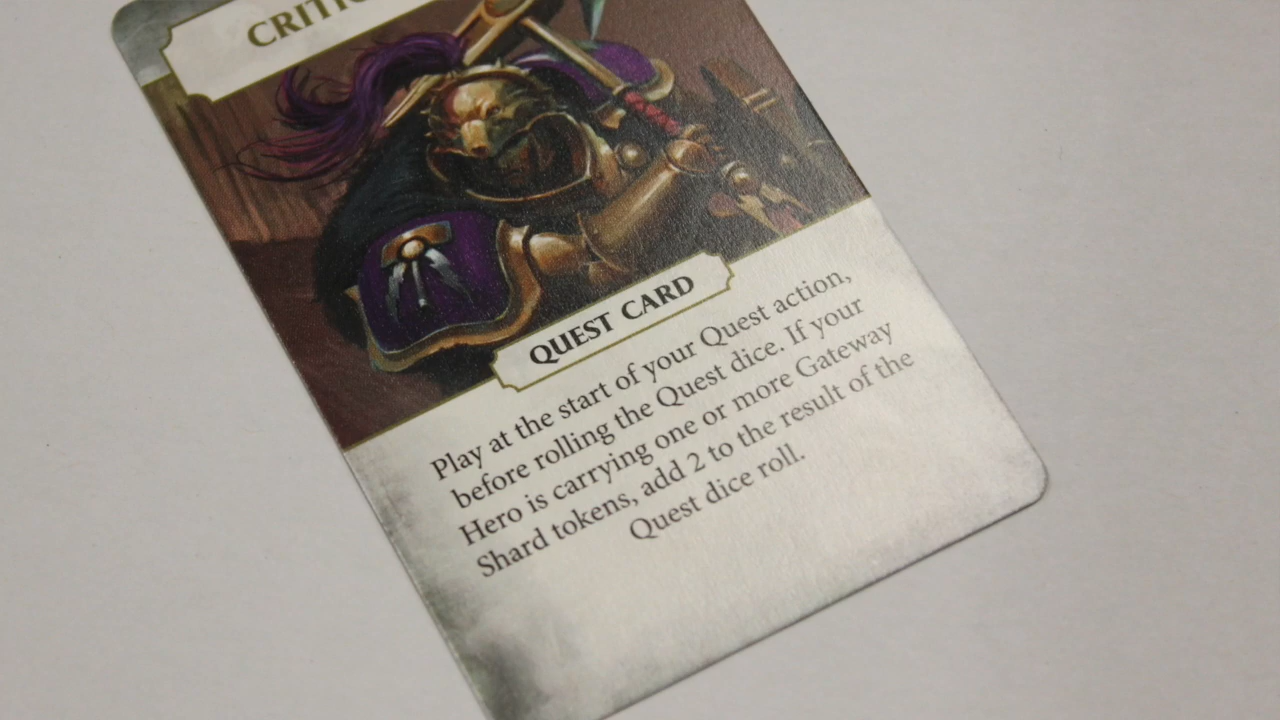 QUEST CARD
Play at the start of your Quest action,
before rolling the Quest dice. If your
Hero is carrying one or more Gateway
Shard tokens, add 2 to the result of the
Quest dice roll.